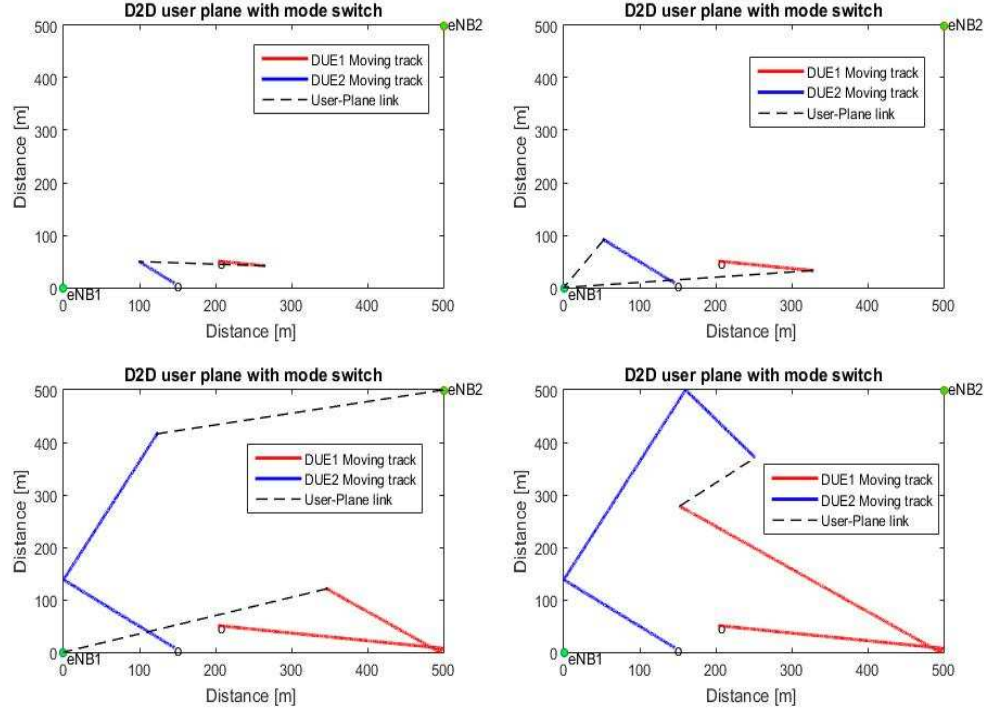 D2D user plane with mode switch
500
400
300
200
100
0
Distance [m]
eNB2
DUE1 Moving track
DUE2 Moving track
User-Plane link
o
o
eNB1
0
100
200
300
400
500
Distance [m]
D2D user plane with mode switch
500
400
300
200
100
0
Distance [m]
eNB2
DUE1 Moving track
DUE2 Moving track
User-Plane link
o
o
eNB1
0
100
200
300
400
500
Distance [m]
D2D user plane with mode switch
500
400
300
200
100
0
Distance [m]
eNB2
DUE1 Moving track
DUE2 Moving track
User-Plane link
o
o
eNB1
0
100
200
300
400
500
Distance [m]
D2D user plane with mode switch
500
400
300
200
100
0
Distance [m]
eNB2
DUE1 Moving track
DUE2 Moving track
User-Plane link
o
o
eNB1
0
100
200
300
400
500
Distance [m]